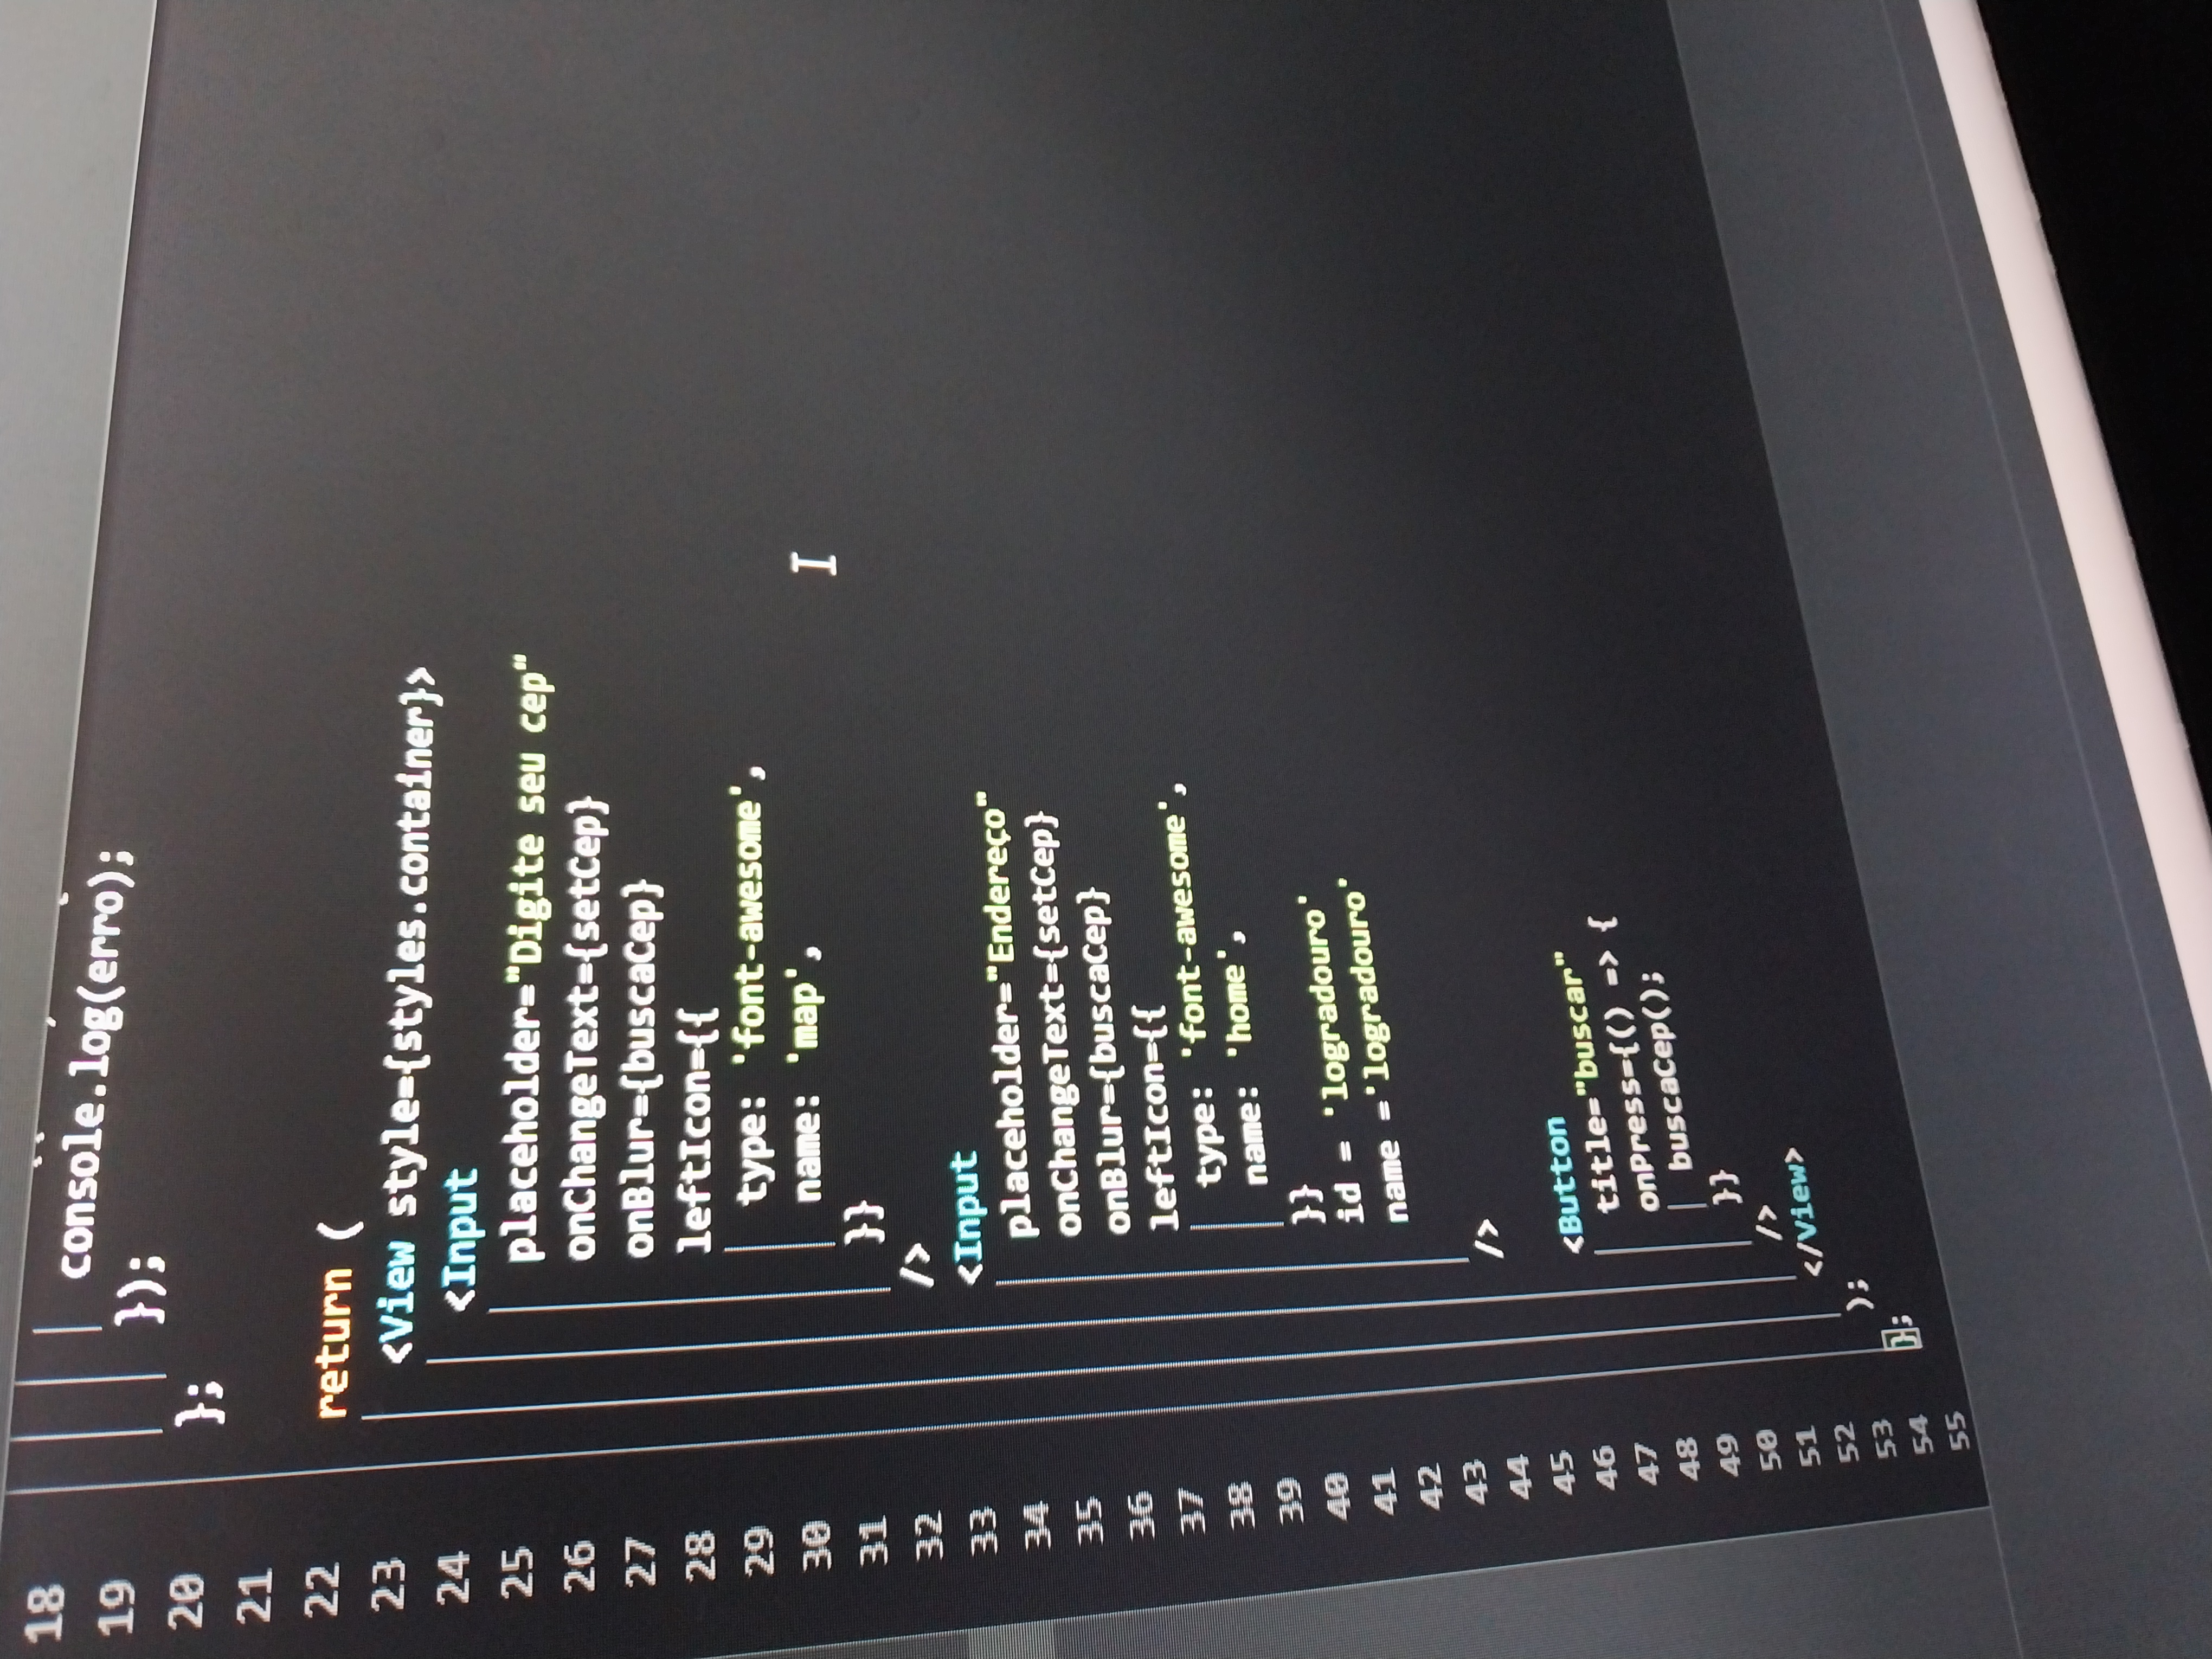 18
console.log(erro);
19
});
20
};
21
22
return (
23
<View style={styles.container}>
24
<Input
25
placeholder="Digite seu cep"
26
onChangeText={setCep}
27
onBlur={buscaCep}
28
leftIcon={{
29
type: 'font-awesome',
30
name: 'map',
31
}}
32
/>
33
<Input
34
placeholder="Endereço"
35
onChangeText={setCep}
36
onBlur={buscaCep}
37
leftIcon={{
38
type: 'font-awesome',
39
name: 'home',
40
}}
41
id = 'logradouro'
42
name ='logradouro'
43
44
/>
45
46
<Button
47
title="buscar"
48
onPress={() => {
49
buscaCep();
50
}}
51
/>
52
</View>
53
);
54
};
55